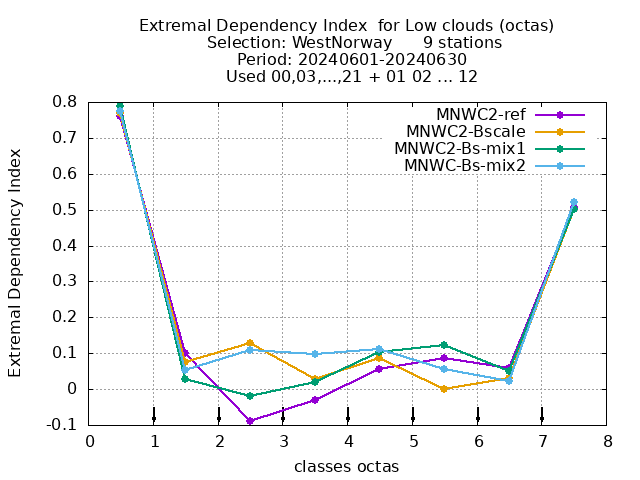 Extremal Dependency Index  for Low clouds (octas)
Selection: WestNorway      9 stations
Period: 20240601-20240630
Used 00,03,...,21 + 01 02 ... 12
MNWC2-ref
MNWC2-Bscale
MNWC2-Bs-mix1
MNWC-Bs-mix2
Extremal Dependency Index
0.8
0.7
0.6
0.5
0.4
0.3
0.2
0.1
0
-0.1
0 1 2 3 4 5 6 7 8
classes octas